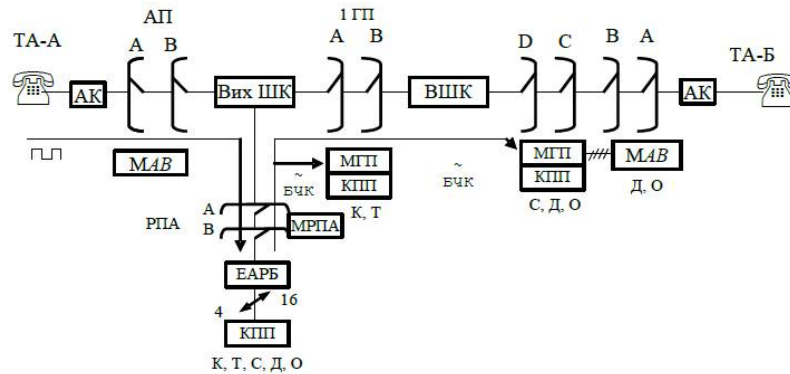 АП
1 ГП
ТА-А
А В
А В
D C B A
ТА-Б
АК
Вих ШК
ВШК
АК
МАВ
~
БЧК
МГП
КПП
К, Т
~
БЧК
МГП
КПП
С, Д, О
МАВ
Д, О
РПА
А
В
МРПА
ЕАРБ
4
16
КПП
К, Т, С, Д, О